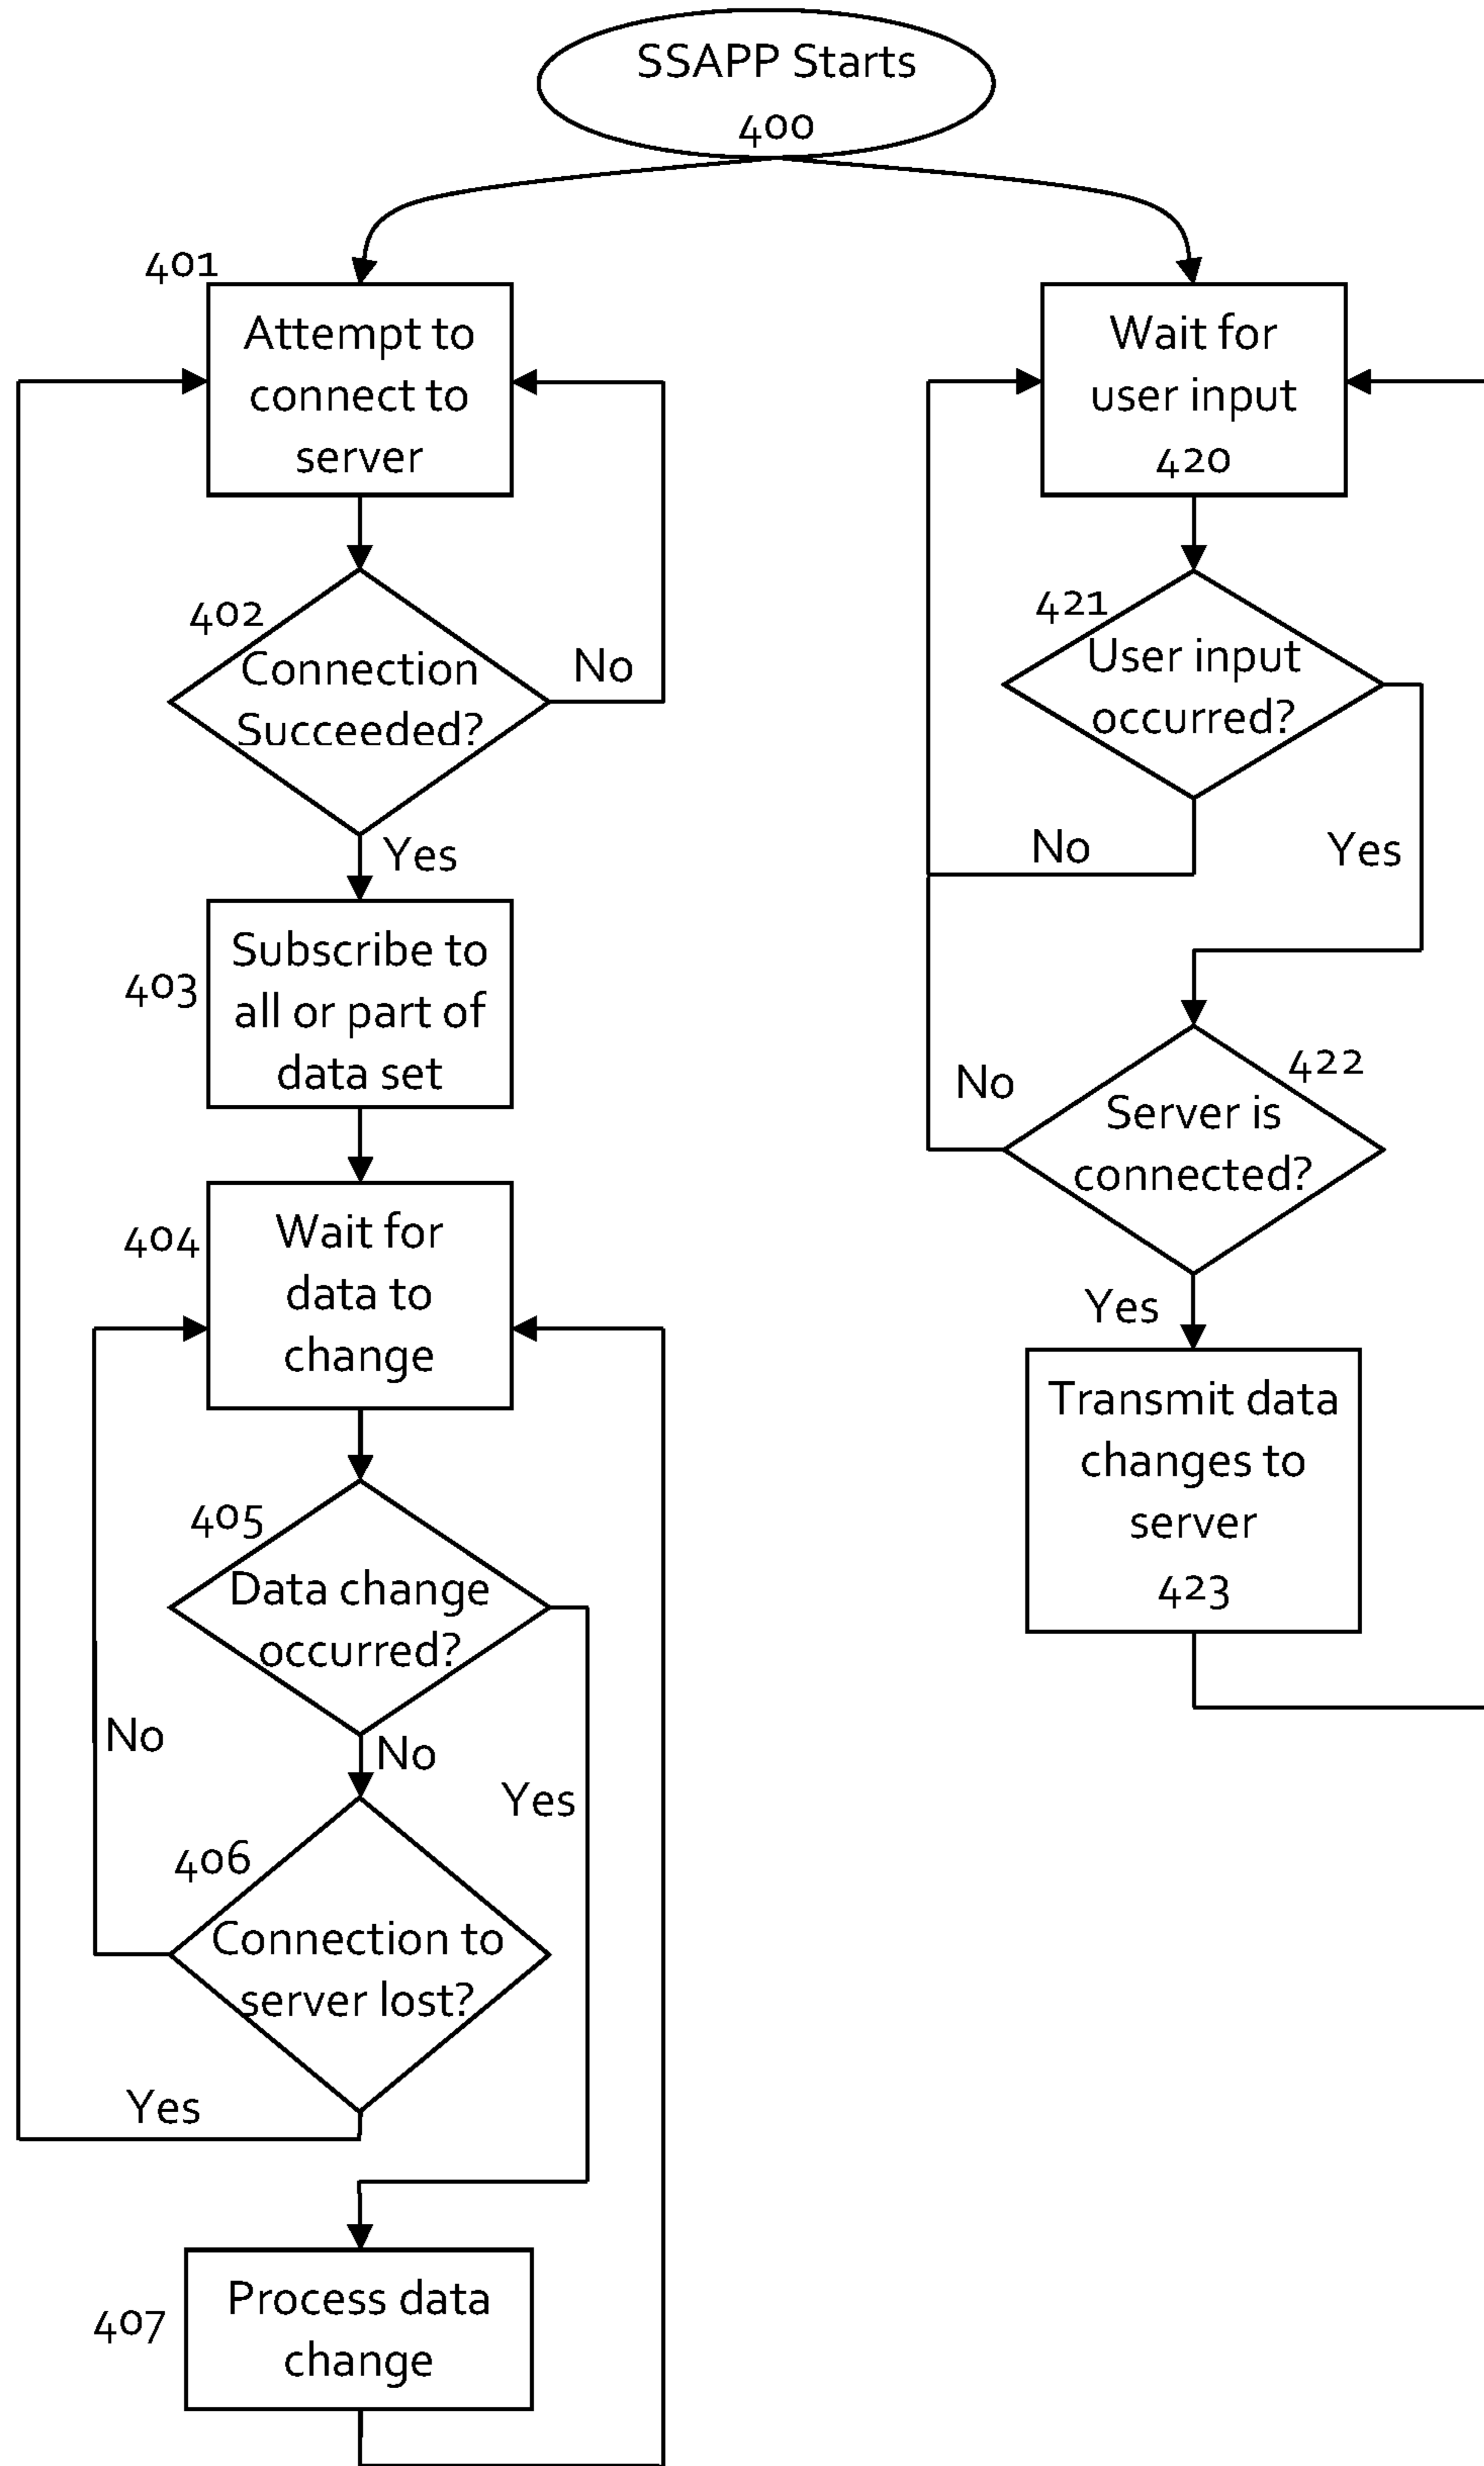 SSAPP Starts
400
401
Attempt to
connect to
server
402
Connection
Succeeded?
No
Yes
403
Subscribe to
all or part of
data set
404
Wait for
data to
change
405
Data change
occurred?
No
No
Yes
406
Connection to
server lost?
Yes
407
Process data
change
Wait for
user input
420
421
User input
occurred?
No
Yes
422
No
Server is
connected?
Yes
Transmit data
changes to
server
423